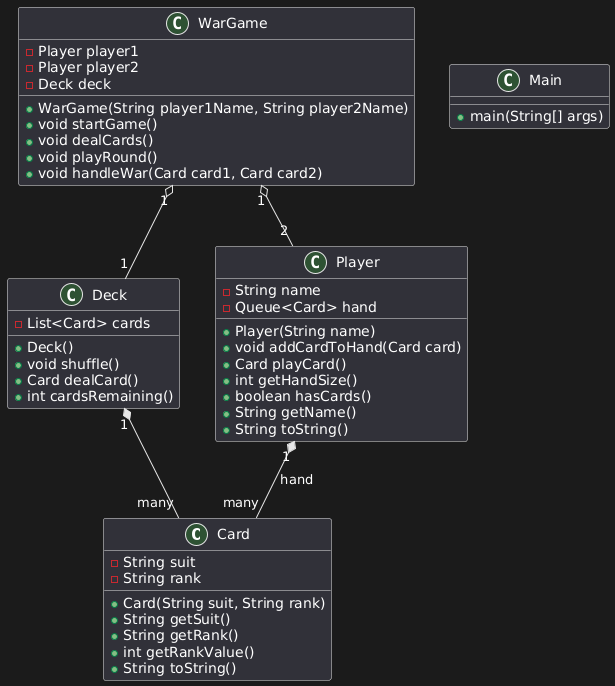 C WarGame
Player player1
Player player2
Deck deck
WarGame(String player1Name, String player2Name)
void startGame()
void dealCards()
void playRound()
void handleWar(Card card1, Card card2)
C Main
main(String[] args)
1
1
1
2
C Deck
List<Card> cards
Deck()
void shuffle()
Card dealCard()
int cardsRemaining()
C Player
String name
Queue<Card> hand
Player(String name)
void addCardToHand(Card card)
Card playCard()
int getHandSize()
boolean hasCards()
String getName()
String toString()
1
1
hand
many
many
C Card
String suit
String rank
Card(String suit, String rank)
String getSuit()
String getRank()
int getRankValue()
String toString()